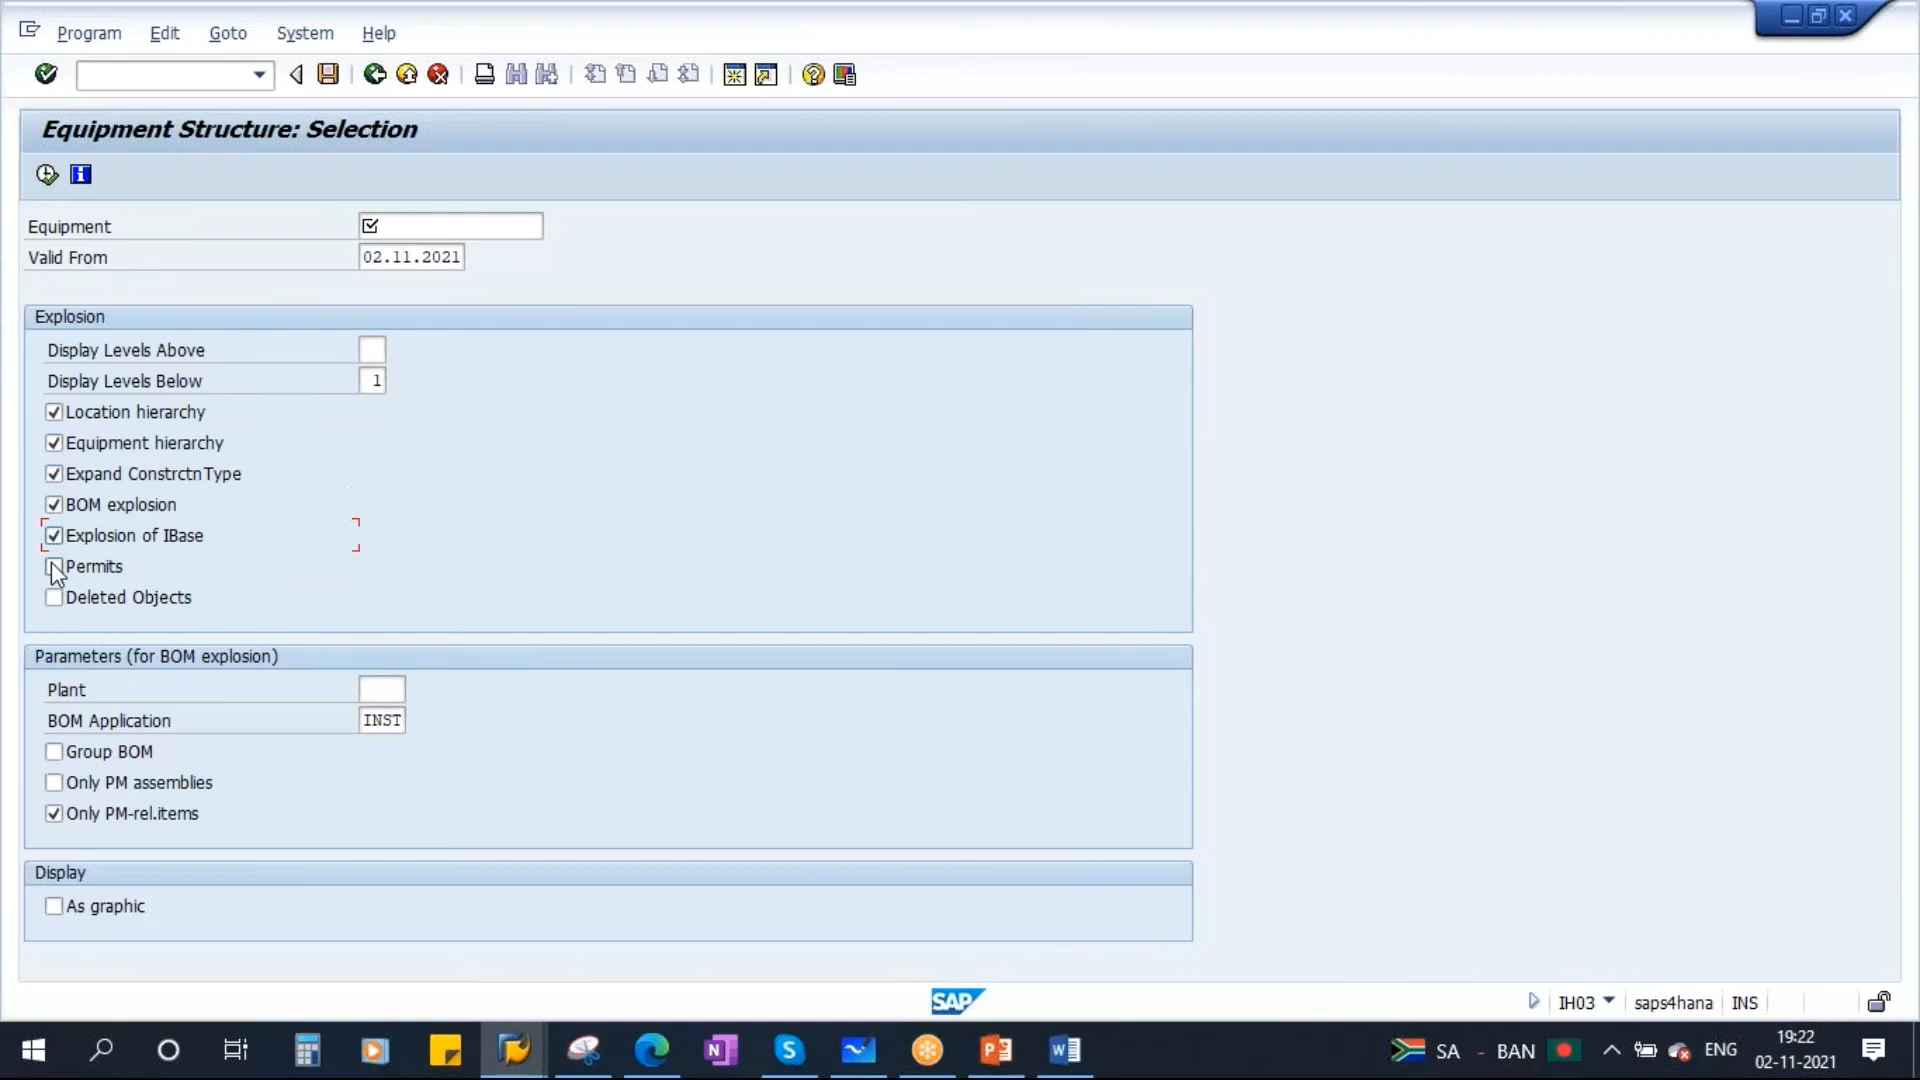 Program Edit Goto System Help
Equipment Structure: Selection
Equipment
Valid From 02.11.2021
Explosion
Display Levels Above
Display Levels Below 1
Location hierarchy
Equipment hierarchy
Expand ConstrctnType
BOM explosion
Explosion of IBase
Permits
Deleted Objects
Parameters (for BOM explosion)
Plant
BOM Application INST
Group BOM
Only PM assemblies
Only PM-rel.items
Display
As graphic
SAP IH03 saps4hana INS
SA - BAN ENG 19:22
02-11-2021